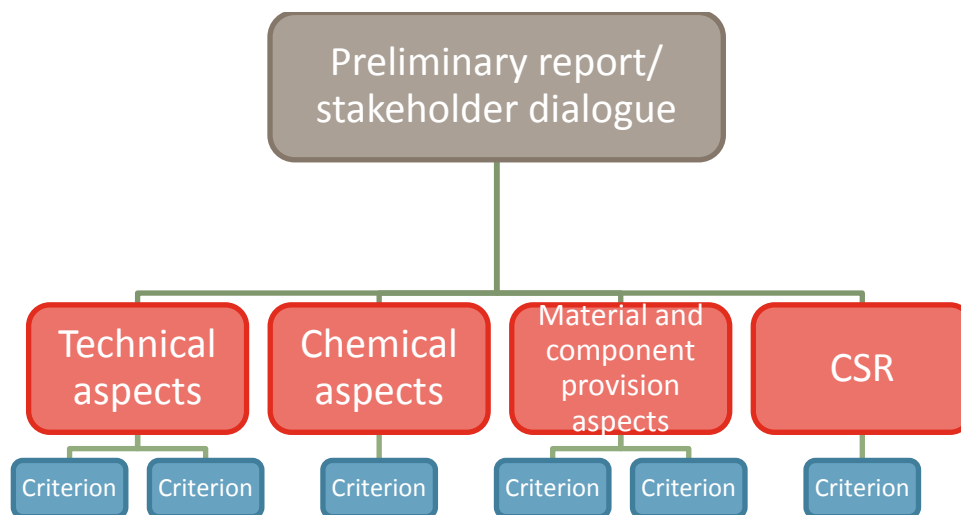 Preliminary report/
stakeholder dialogue
Technical
aspects
Chemical
aspects
Material and
component
provision
aspects
CSR
Criterion
Criterion
Criterion
Criterion
Criterion
Criterion